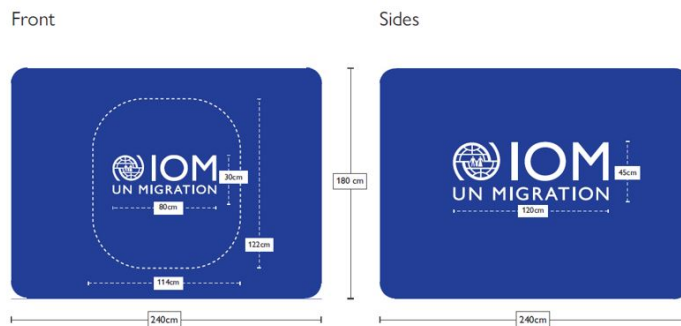 Front
Sides
IOM
UN MIGRATION
30cm
80cm
122cm
114cm
240cm
180 cm
IOM
UN MIGRATION
45cm
120cm
240cm